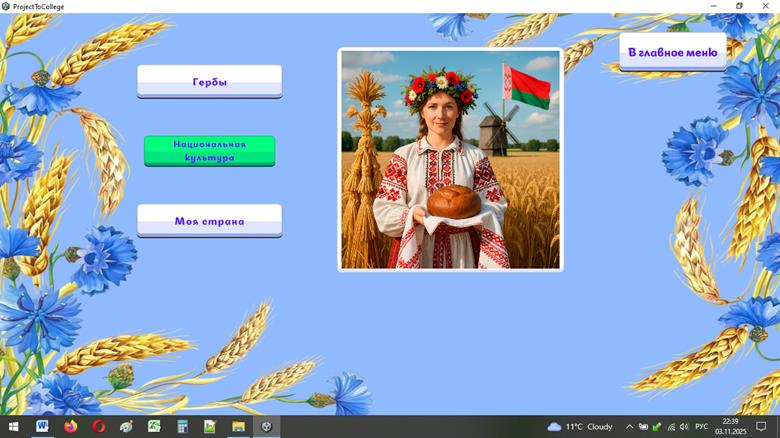 ProjectToCollege
В главное меню
Гербы
Национальная
культура
Моя страна
11°C Cloudy
РУС
22:39
03.11.2025